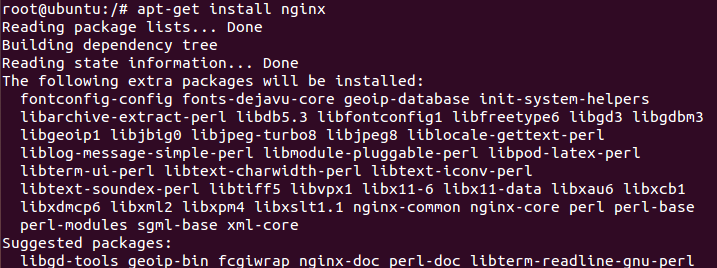 root@ubuntu:/# apt-get install nginx
Reading package lists... Done
Building dependency tree
Reading state information... Done
The following extra packages will be installed:
  fontconfig-config fonts-dejavu-core geoip-database init-system-helpers
  libarchive-extract-perl libdb5.3 libfontconfig1 libfreetype6 libgd3 libgdbm3
  libgeoip1 libjbig0 libjpeg-turbo8 libjpeg8 liblocale-gettext-perl
  liblog-message-simple-perl libmodule-pluggable-perl libpod-latex-perl
  libterm-ui-perl libtext-charwidth-perl libtext-iconv-perl
  libtext-soundex-perl libtiff5 libvpx1 libx11-6 libx11-data libxau6 libxcb1
  libxdmcp6 libxml2 libxpm4 libxslt1.1 nginx-common nginx-core perl perl-base
  perl-modules sgml-base xml-core
Suggested packages:
  libgd-tools geoip-bin fcgiwrap nginx-doc perl-doc libterm-readline-gnu-perl